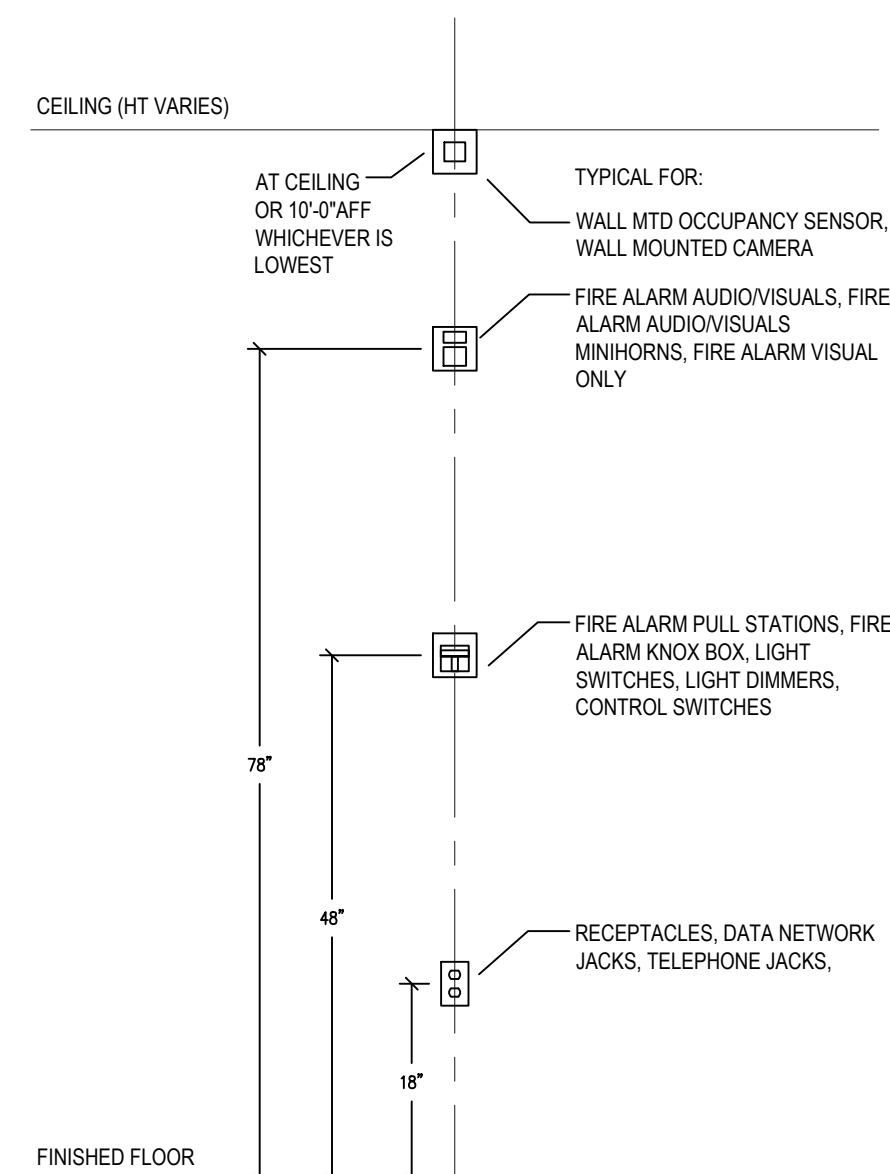 CEILING (HT VARIES)
AT CEILING
OR 10'-0"AFF
WHICHEVER IS
LOWEST
TYPICAL FOR:
WALL MTD OCCUPANCY SENSOR,
WALL MOUNTED CAMERA
FIRE ALARM AUDIO/VISUALS, FIRE
ALARM AUDIO/VISUALS
MINIHORNS, FIRE ALARM VISUAL
ONLY
FIRE ALARM PULL STATIONS, FIRE
ALARM KNOX BOX, LIGHT
SWITCHES, LIGHT DIMMERS,
CONTROL SWITCHES
78"
48"
RECEPTACLES, DATA NETWORK
JACKS, TELEPHONE JACKS,
18"
FINISHED FLOOR